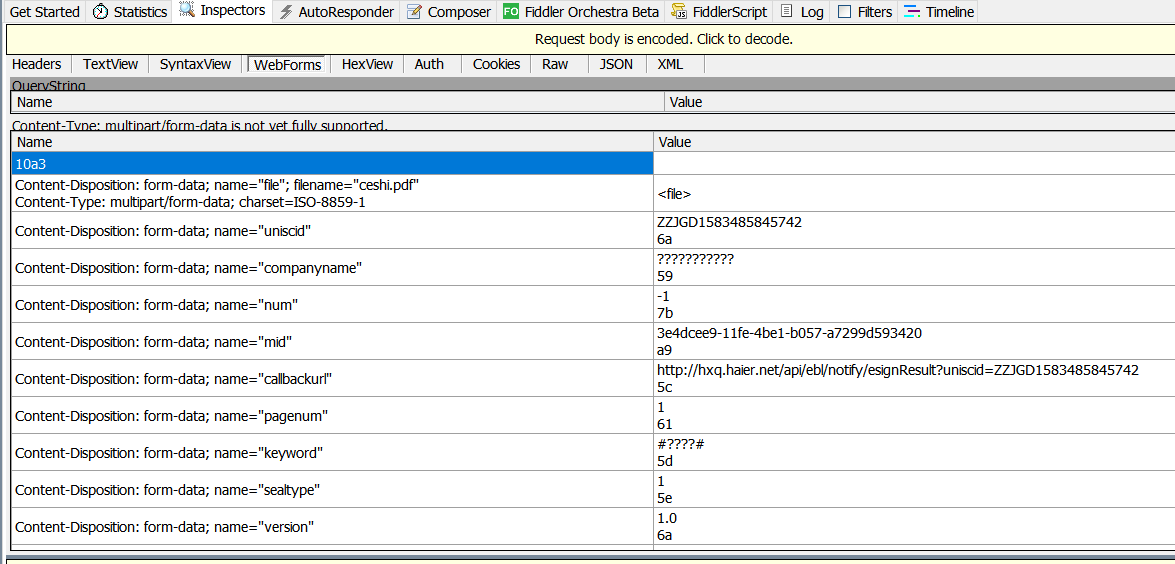 Get Started Statistics Inspectors AutoResponder Composer FO Fiddler Orchestra Beta JS FiddlerScript Log Filters Timeline
Request body is encoded. Click to decode.
Headers TextView SyntaxView WebForms HexView Auth Cookies Raw JSON XML
QueryString
Name Value
Content-Type: multipart/form-data is not yet fully supported.
Name Value
10a3
Content-Disposition: form-data; name="file"; filename="ceshi.pdf"
Content-Type: multipart/form-data; charset=ISO-8859-1
<file>
Content-Disposition: form-data; name="uniscid"
ZZJGD1583485845742
6a
Content-Disposition: form-data; name="companyname"
???????????
59
Content-Disposition: form-data; name="num"
-1
7b
Content-Disposition: form-data; name="mid"
3e4dcee9-11fe-4be1-b057-a7299d593420
a9
Content-Disposition: form-data; name="callbackurl"
http://hxq.haier.net/api/ebl/notify/esignResult?uniscid=ZZJGD1583485845742
5c
Content-Disposition: form-data; name="pagenum"
1
61
Content-Disposition: form-data; name="keyword"
#????#
5d
Content-Disposition: form-data; name="sealtype"
1
5e
Content-Disposition: form-data; name="version"
1.0
6a